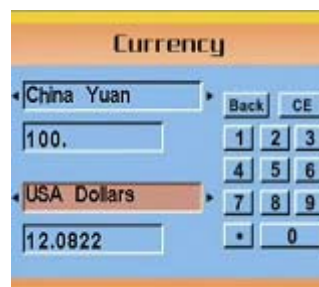 Currency
China Yuan
100.
USA Dollars
12.0822
Back CE
1 2 3
4 5 6
7 8 9
. 0